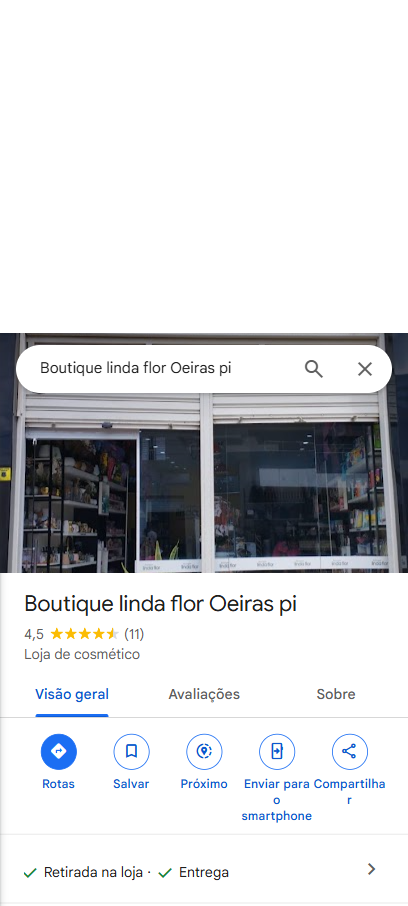 Boutique linda flor Oeiras pi
Boutique linda flor Oeiras pi
4,5 (11)
Loja de cosmético
Visão geral Avaliações Sobre
Rotas Salvar Próximo Enviar para o smartphone Compartilhar
Retirada na loja · Entrega